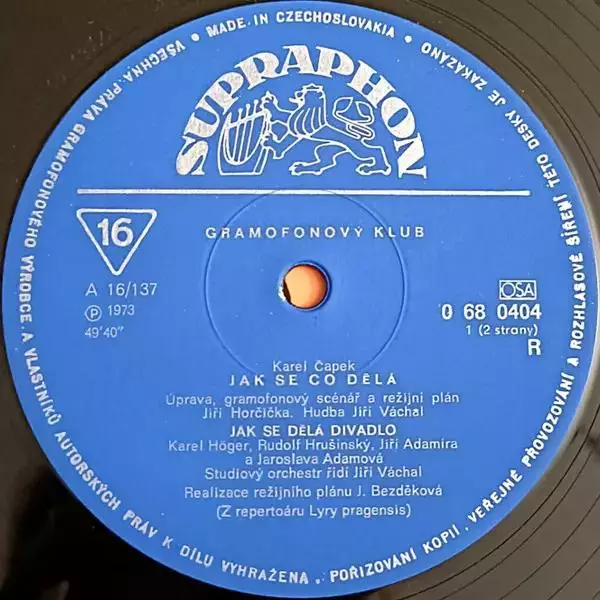 MADE IN CZECHOSLOVAKIA
VŠECHNA PRÁVA GRAMOFONOVÉHO VÝROBCE A VLASTNÍKŮ AUTORSKÝCH PRÁV K DÍLU VYHRAŽENA. POŘIZOVÁNÍ KOPIÍ, VEŘEJNÉ PROVOZOVÁNÍ A ROZHLASOVÉ ŠÍŘENÍ TÉTO DESKY JE ZAKÁZÁNO
SUPRAPHON
16
GRAMOFONOVÝ KLUB
A 16/137
Ⓟ 1973
49'40"
OSA
0 68 0404
1 (2 strany)
R
Karel Čapek
JAK SE CO DĚLÁ
Úprava, gramofonový scénář a režijní plán
Jiří Horčička. Hudba Jiří Váchal
JAK SE DĚLÁ DIVADLO
Karel Höger, Rudolf Hrušínský, Jiří Adamíra
a Jaroslava Adamová
Studiový orchestr řídí Jiří Váchal
Realizace režijního plánu J. Bezděková
(Z repertoáru Lyry pragensis)